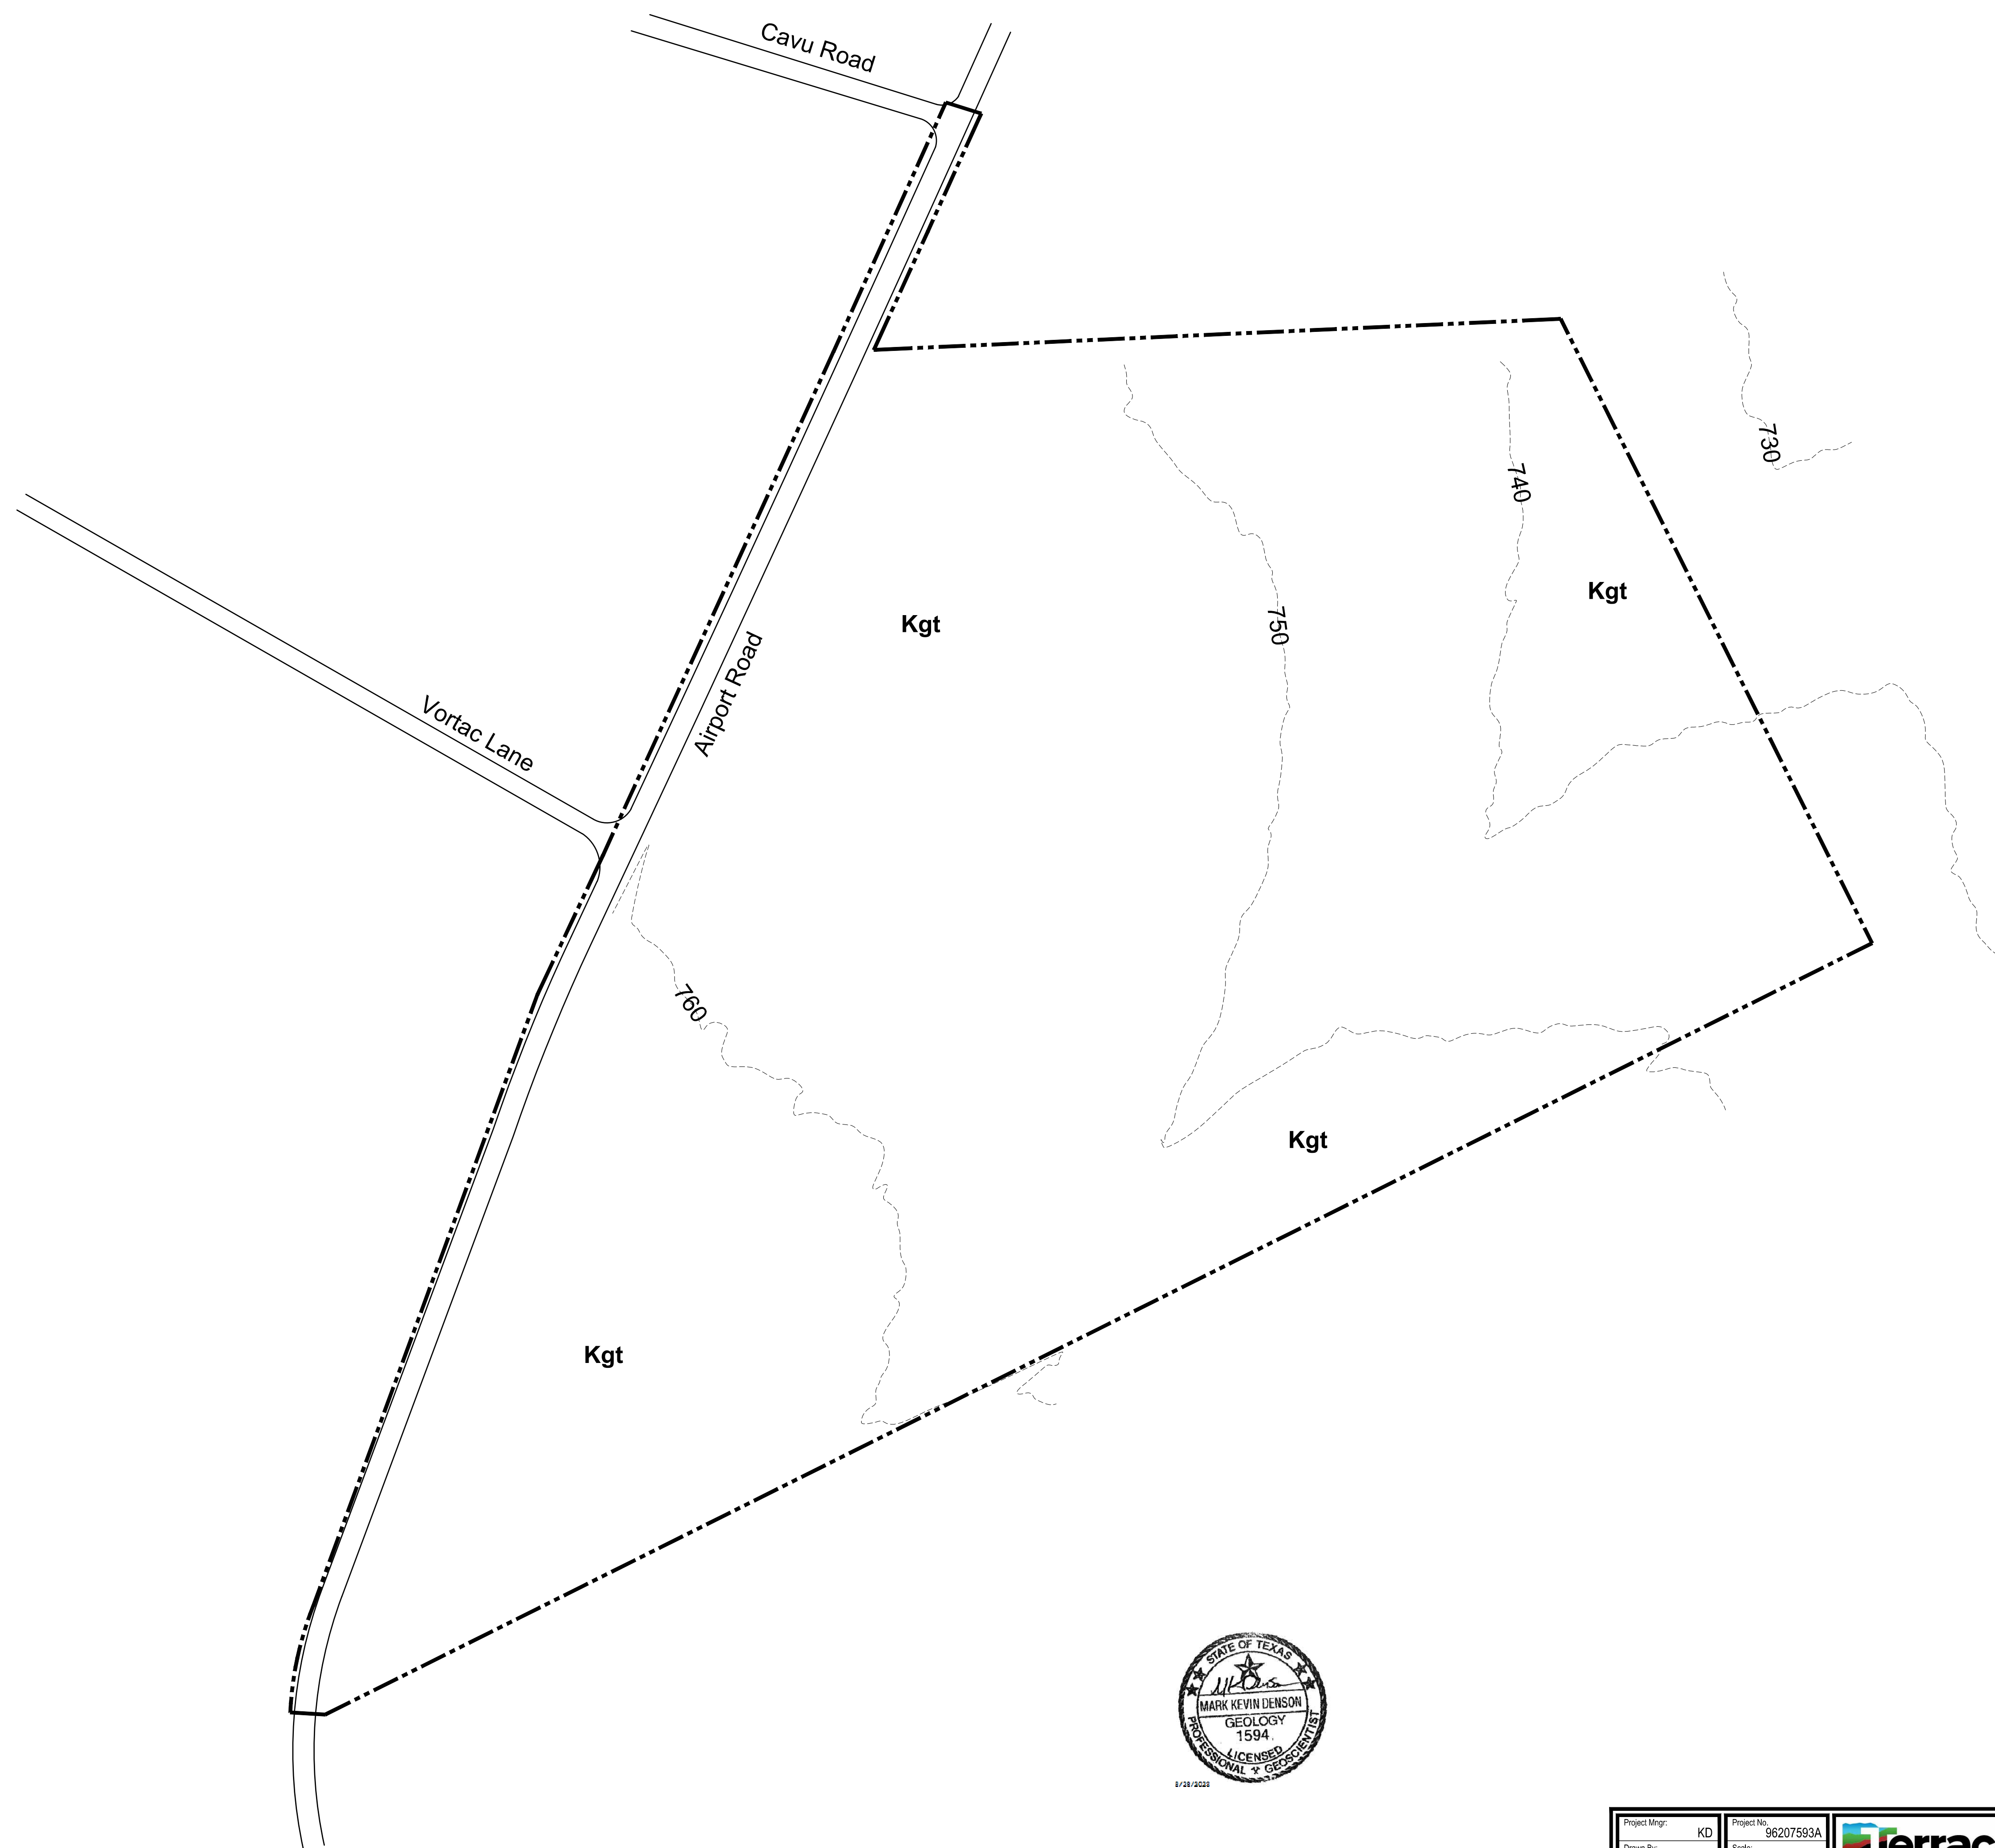 Cavu Road
730
740
Kgt
Kgt
750
Airport Road
Vortac Lane
760
Kgt
Kgt
STATE OF TEXAS
MARK KEVIN DENSON
GEOLOGY
1594
LICENSED
PROFESSIONAL GEOSCIENTIST
Project Mngr:
KD
Project No.
96207593A